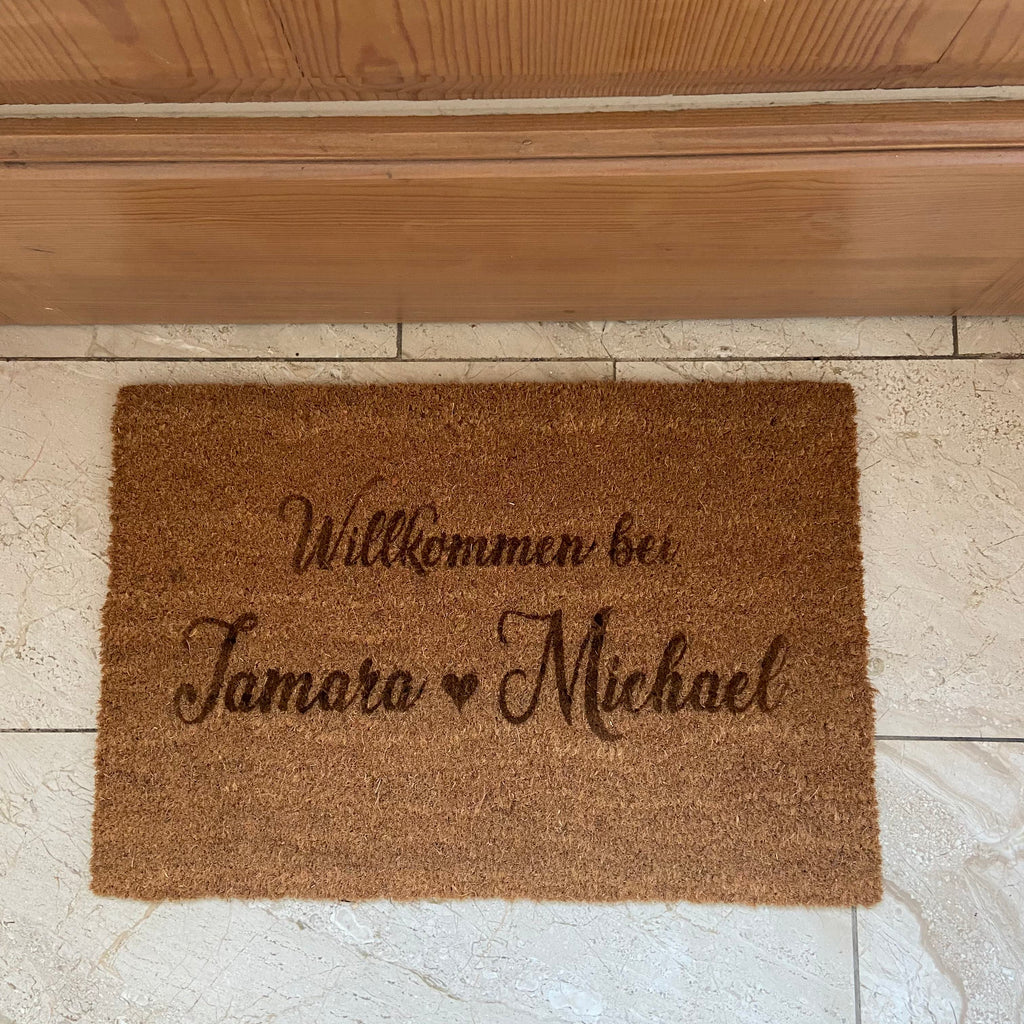 Willkommen bei
Tamara ♥ Michael